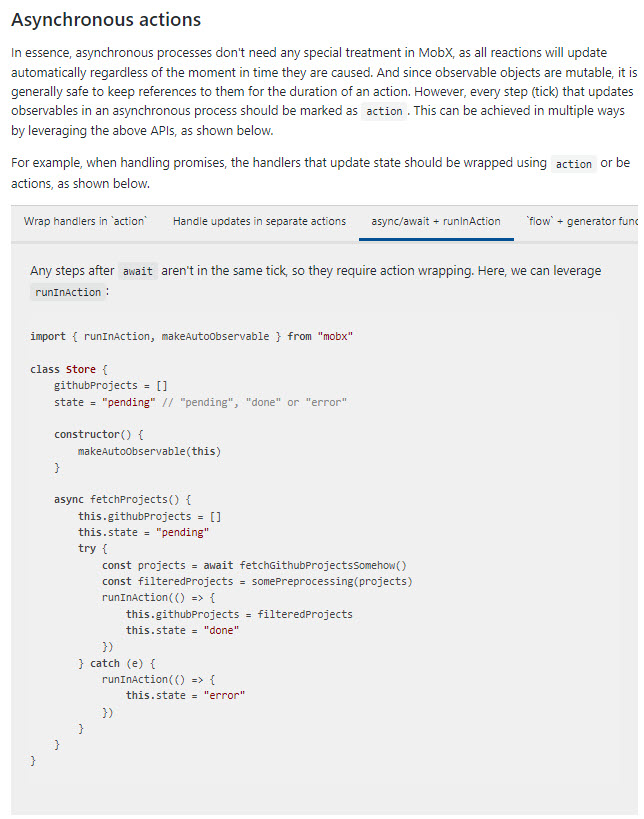 Asynchronous actions
In essence, asynchronous processes don't need any special treatment in MobX, as all reactions will update
automatically regardless of the moment in time they are caused. And since observable objects are mutable, it is
generally safe to keep references to them for the duration of an action. However, every step (tick) that updates
observables in an asynchronous process should be marked as action . This can be achieved in multiple ways
by leveraging the above APIs, as shown below.
For example, when handling promises, the handlers that update state should be wrapped using action or be
actions, as shown below.
Wrap handlers in `action` Handle updates in separate actions async/await + runInAction `flow` + generator func
Any steps after await aren't in the same tick, so they require action wrapping. Here, we can leverage
runInAction :
import { runInAction, makeAutoObservable } from "mobx"
class Store {
    githubProjects = []
    state = "pending" // "pending", "done" or "error"
    constructor() {
        makeAutoObservable(this)
    }
    async fetchProjects() {
        this.githubProjects = []
        this.state = "pending"
        try {
            const projects = await fetchGithubProjectsSomehow()
            const filteredProjects = somePreprocessing(projects)
            runInAction(() => {
                this.githubProjects = filteredProjects
                this.state = "done"
            })
        } catch (e) {
            runInAction(() => {
                this.state = "error"
            })
        }
    }
}